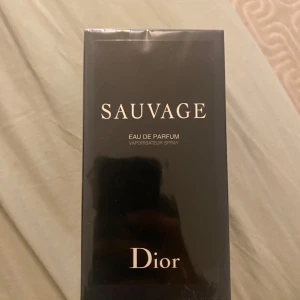 SAUVAGE
EAU DE PARFUM
VAPORISATEUR SPRAY
Dior